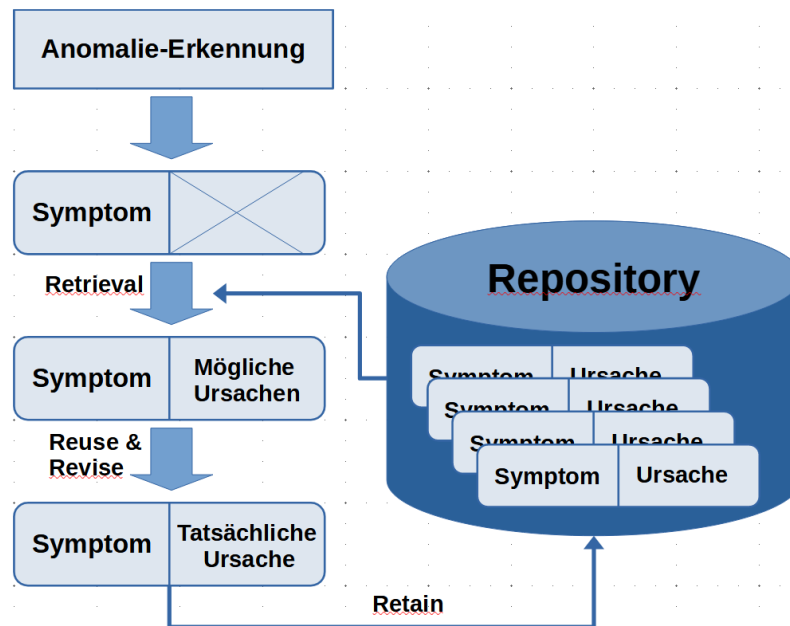 Anomalie-Erkennung
Symptom
Retrieval
Symptom
Mögliche
Ursachen
Reuse &
Revise
Symptom
Tatsächliche
Ursache
Retain
Repository
Symptom
Ursache
Symptom
Ursache
Symptom
Ursache
Symptom
Ursache